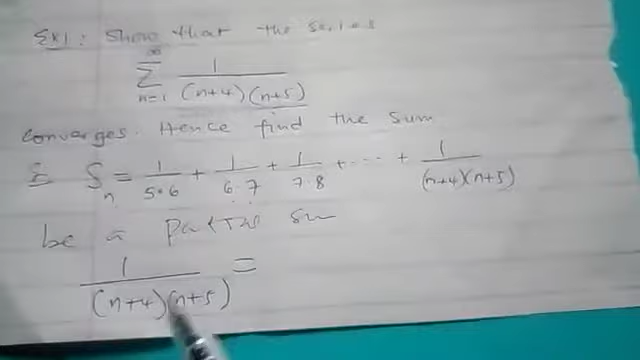 Ex1: Show that the series
∞
∑ 1/((n+4)(n+5))
n=1
converges. Hence find the sum
S_n = 1/5·6 + 1/6·7 + 1/7·8 + ... + 1/((n+4)(n+5))
be a partial sum
1/((n+4)(n+5)) =